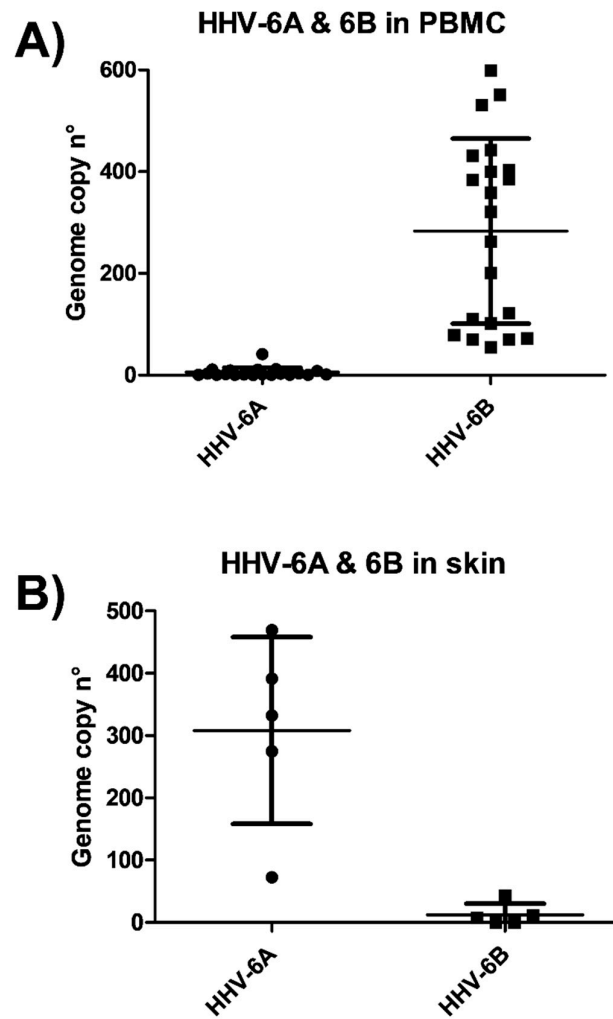 A)
HHV-6A & 6B in PBMC
600
400
200
0
Genome copy n°
HHV-6A
HHV-6B
B)
HHV-6A & 6B in skin
500
400
300
200
100
0
Genome copy n°
HHV-6A
HHV-6B